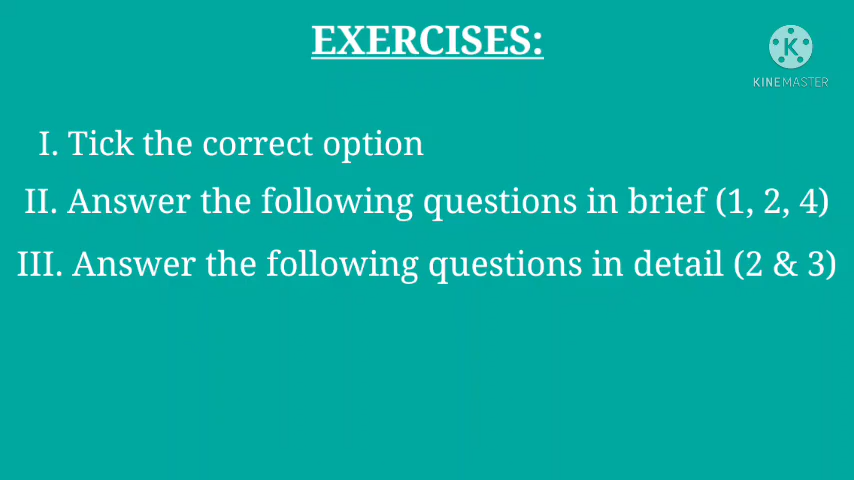 EXERCISES:
K
KINEMASTER
I. Tick the correct option
II. Answer the following questions in brief (1, 2, 4)
III. Answer the following questions in detail (2 & 3)